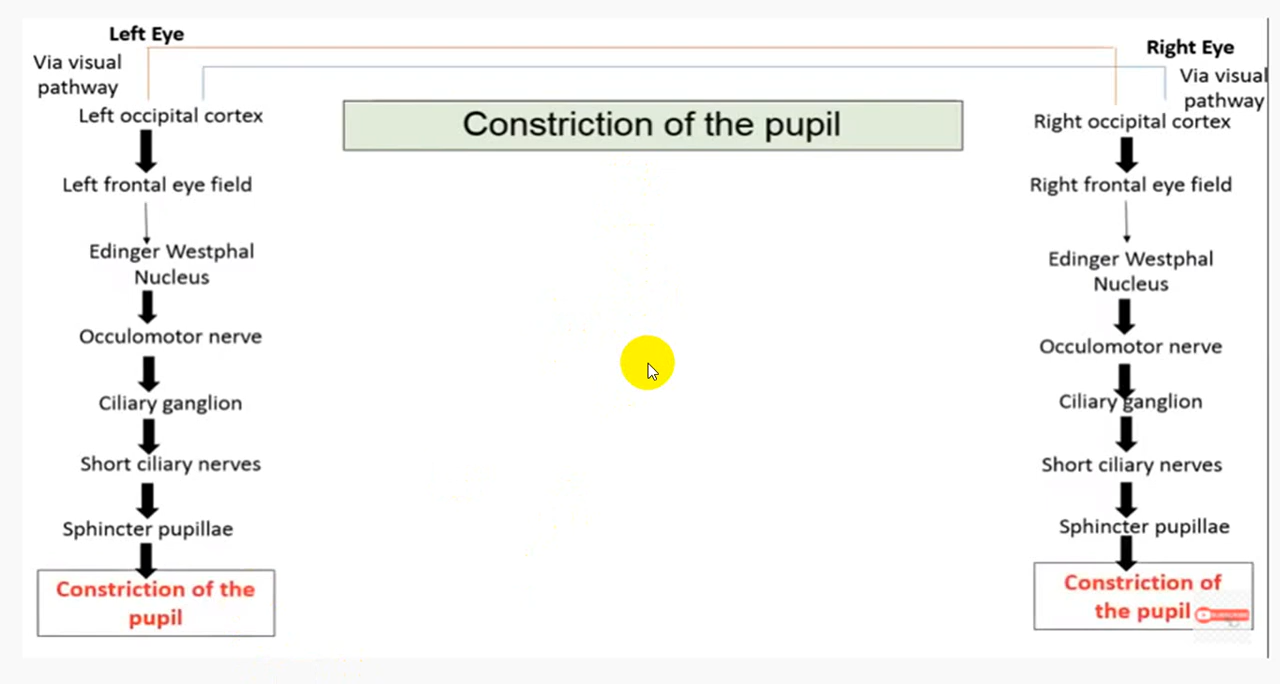 Left Eye
Via visual
pathway
Left occipital cortex
Left frontal eye field
Edinger Westphal
Nucleus
Occulomotor nerve
Ciliary ganglion
Short ciliary nerves
Sphincter pupillae
Constriction of the
pupil
Constriction of the pupil
Right Eye
Via visual
pathway
Right occipital cortex
Right frontal eye field
Edinger Westphal
Nucleus
Occulomotor nerve
Ciliary ganglion
Short ciliary nerves
Sphincter pupillae
Constriction of
the pupil